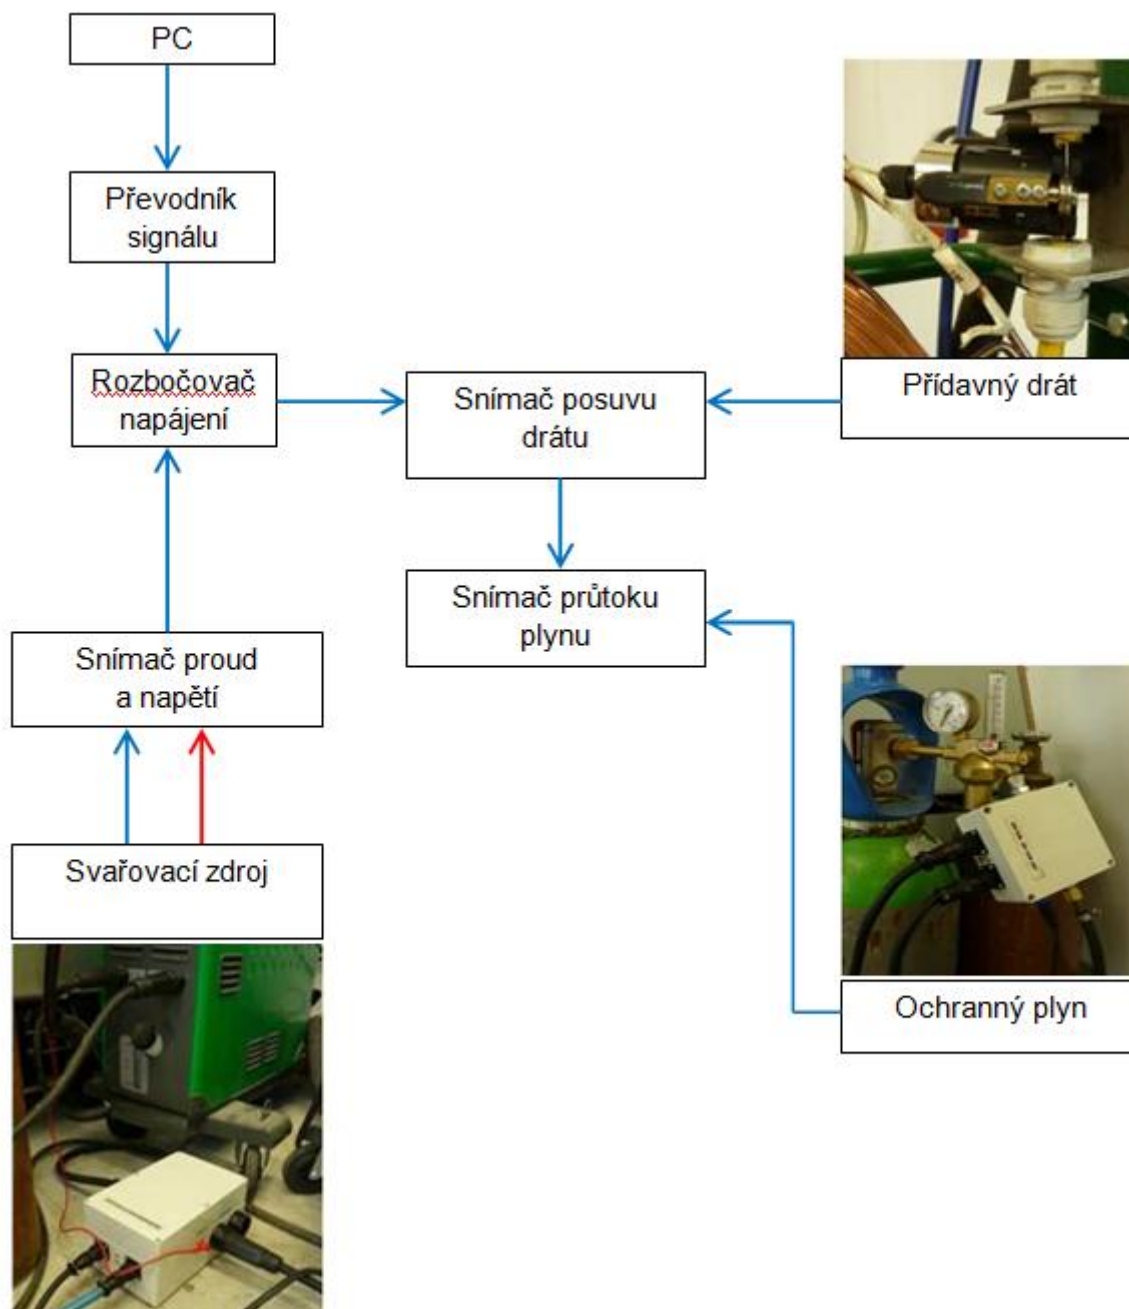 PC
Převodník
signálu
Rozbočovač
napájení
Snímač posuvu
drátu
Přídavný drát
Snímač průtoku
plynu
Snímač proud
a napětí
Svařovací zdroj
Ochranný plyn